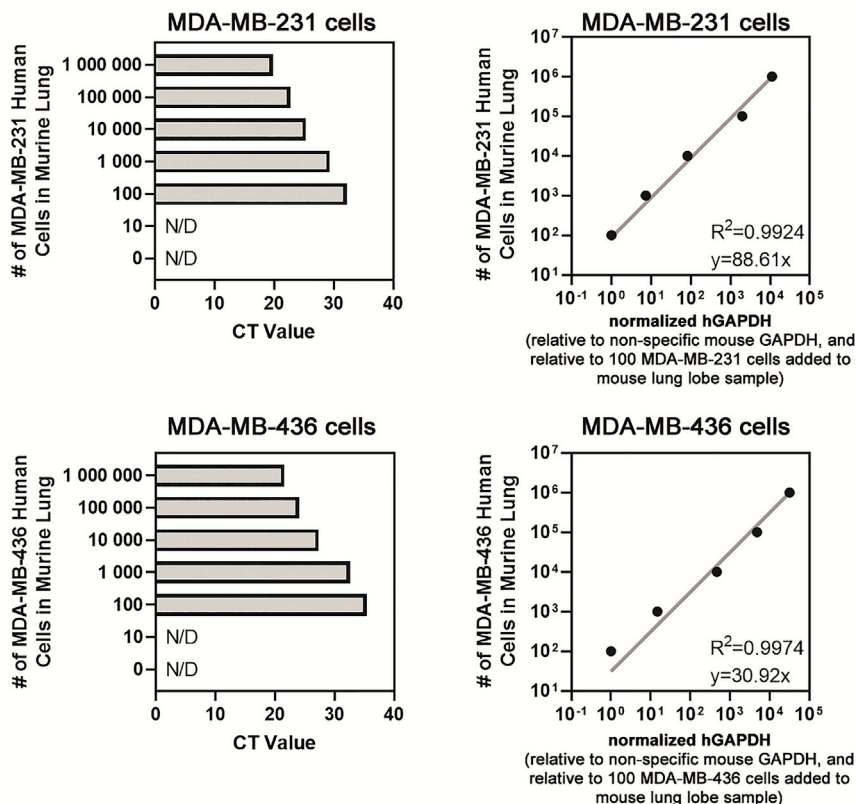 MDA-MB-231 cells
# of MDA-MB-231 Human
Cells in Murine Lung
1 000 000
100 000
10 000
1 000
100
10
0
N/D
N/D
0 10 20 30 40
CT Value
MDA-MB-231 cells
# of MDA-MB-231 Human
Cells in Murine Lung
10⁷
10⁶
10⁵
10⁴
10³
10²
10¹
R²=0.9924
y=88.61x
10⁻¹ 10⁰ 10¹ 10² 10³ 10⁴ 10⁵
normalized hGAPDH
(relative to non-specific mouse GAPDH, and
relative to 100 MDA-MB-231 cells added to
mouse lung lobe sample)
MDA-MB-436 cells
# of MDA-MB-436 Human
Cells in Murine Lung
1 000 000
100 000
10 000
1 000
100
10
0
N/D
N/D
0 10 20 30 40
CT Value
MDA-MB-436 cells
# of MDA-MB-436 Human
Cells in Murine Lung
10⁷
10⁶
10⁵
10⁴
10³
10²
10¹
R²=0.9974
y=30.92x
10⁻¹ 10⁰ 10¹ 10² 10³ 10⁴ 10⁵
normalized hGAPDH
(relative to non-specific mouse GAPDH, and
relative to 100 MDA-MB-436 cells added to
mouse lung lobe sample)